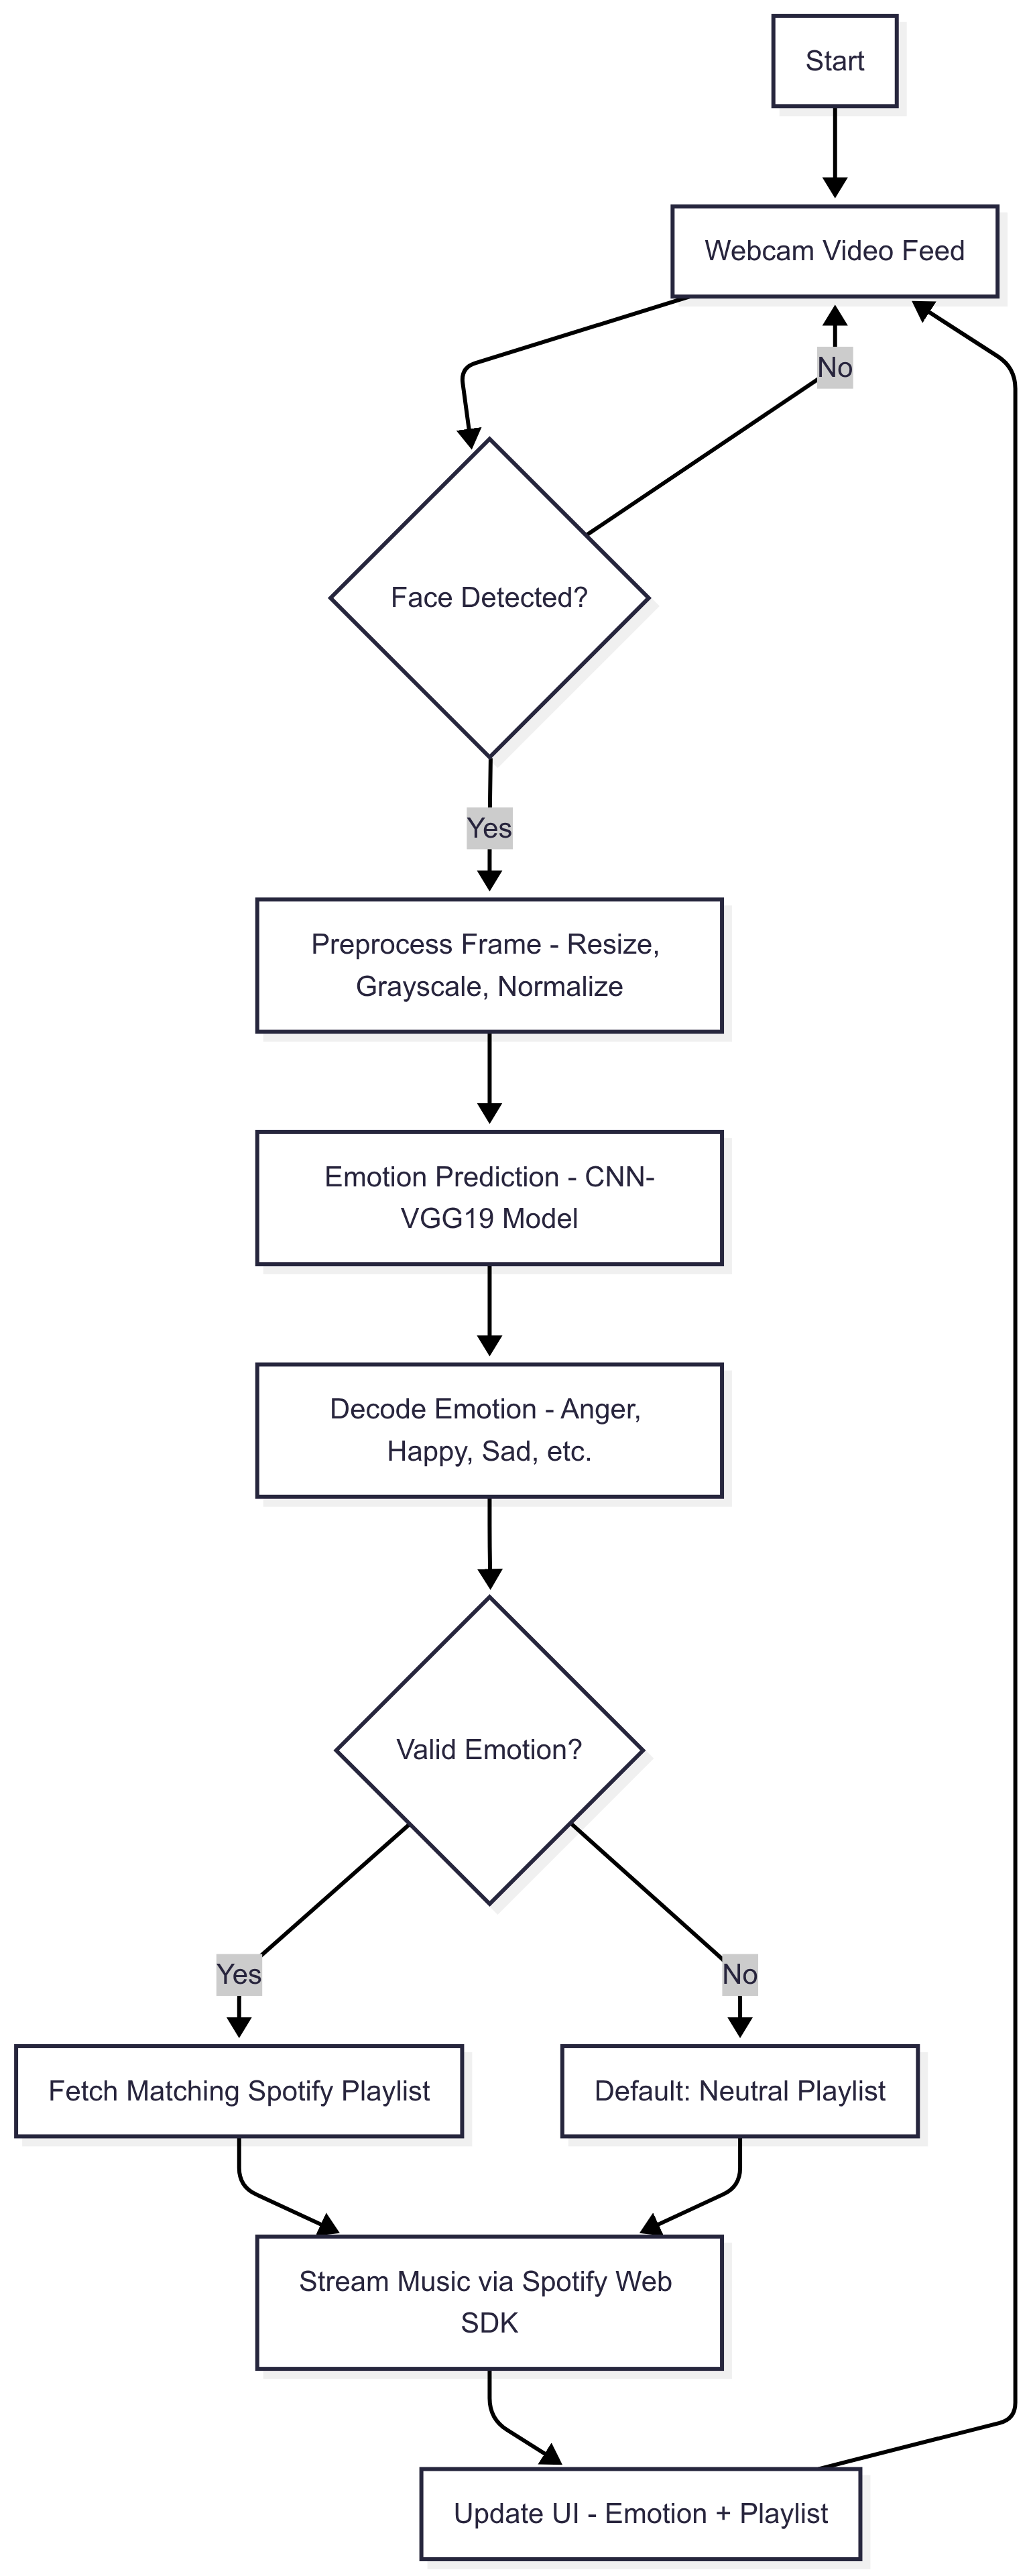 Start
Webcam Video Feed
No
Face Detected?
Yes
Preprocess Frame - Resize,
Grayscale, Normalize
Emotion Prediction - CNN-
VGG19 Model
Decode Emotion - Anger,
Happy, Sad, etc.
Valid Emotion?
Yes
No
Fetch Matching Spotify Playlist
Default: Neutral Playlist
Stream Music via Spotify Web
SDK
Update UI - Emotion + Playlist